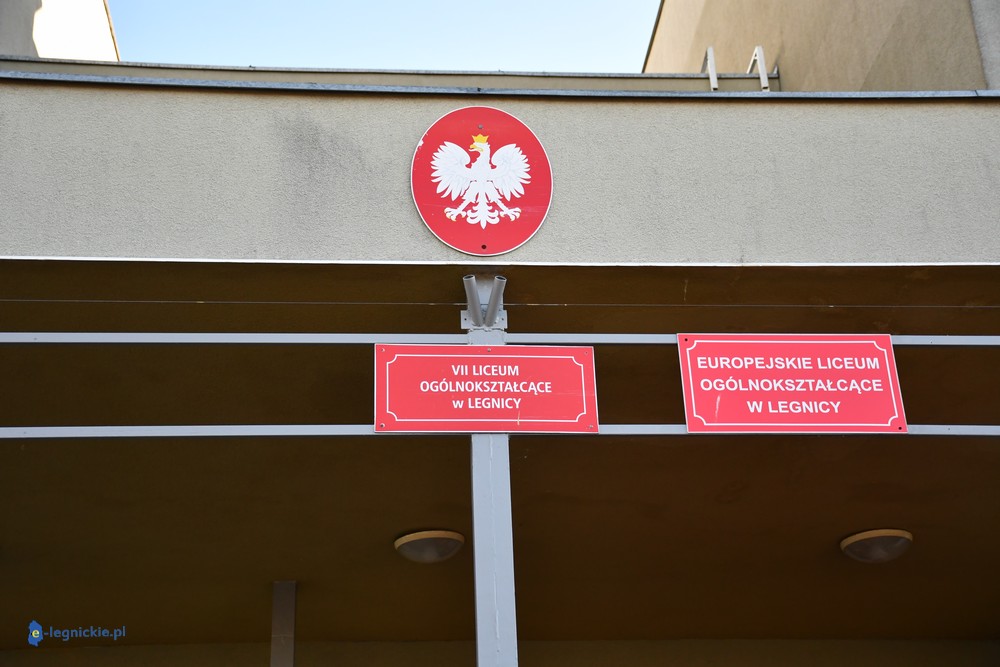 VII LICEUM
OGÓLNOKSZTAŁCĄCE
w LEGNICY
EUROPEJSKIE LICEUM
OGÓLNOKSZTAŁCĄCE
W LEGNICY
e-legnickie.pl